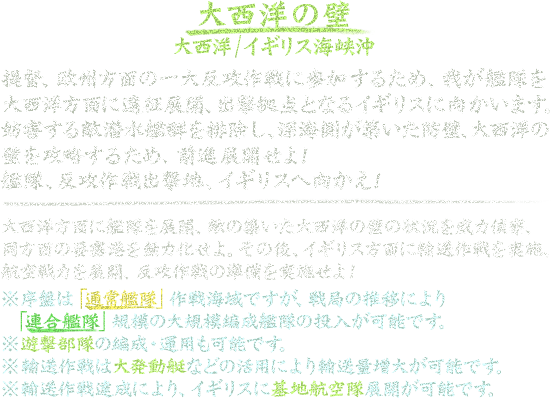 大西洋の壁
大西洋/イギリス海峡沖
提督、欧州方面の一大反攻作戦に参加するため、我が艦隊を
大西洋方面に遠征展開、出撃拠点となるイギリスに向かいます。
妨害する敵潜水艦群を排除し、深海側が築いた防壁、大西洋の
壁を攻略するため、前進展開せよ!
艦隊、反攻作戦出撃地、イギリスへ向かえ!
大西洋方面に艦隊を展開、敵の築いた大西洋の壁の状況を威力偵察、
同方面の要塞港を無力化せよ。その後、イギリス方面に輸送作戦を実施、
航空戦力を展開、反攻作戦の準備を実施せよ!
※序盤は「通常艦隊」作戦海域ですが、戦局の推移により
「連合艦隊」規模の大規模編成艦隊の投入が可能です。
※遊撃部隊の編成・運用も可能です。
※輸送作戦は大発動艇などの活用により輸送量増大が可能です。
※輸送作戦達成により、イギリスに基地航空隊展開が可能です。